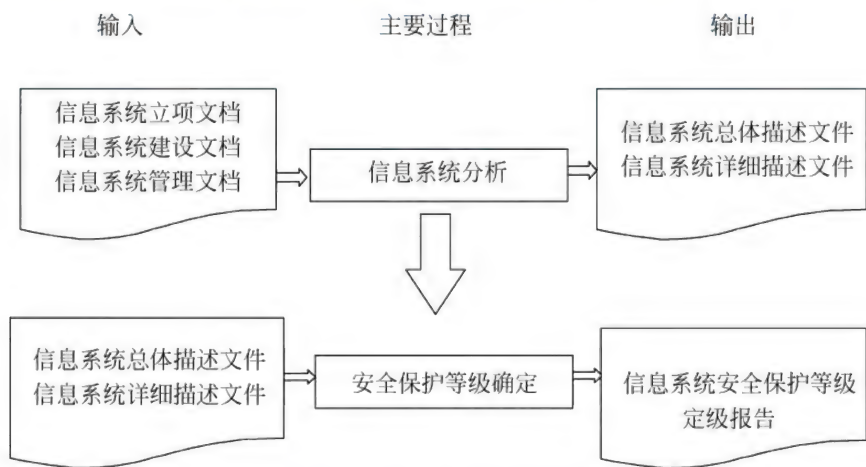 输入
主要过程
输出
信息系统立项文档
信息系统建设文档
信息系统管理文档
信息系统分析
信息系统总体描述文件
信息系统详细描述文件
信息系统总体描述文件
信息系统详细描述文件
安全保护等级确定
信息系统安全保护等级
定级报告